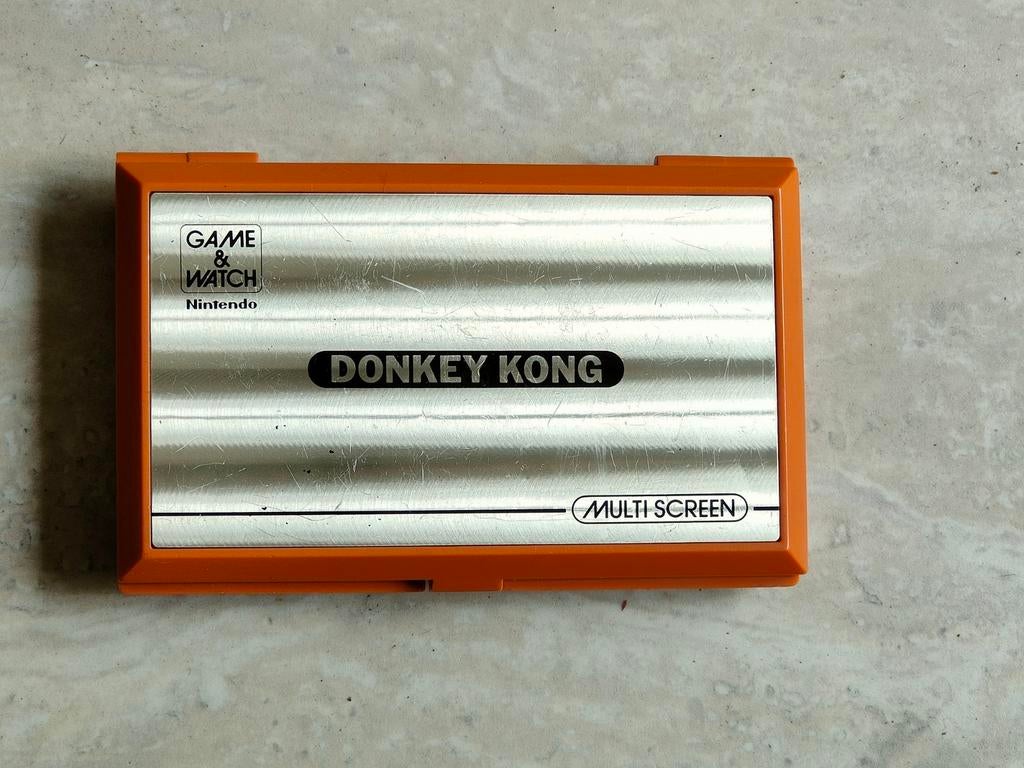 GAME
&
WATCH
Nintendo
DONKEY KONG
MULTI SCREEN